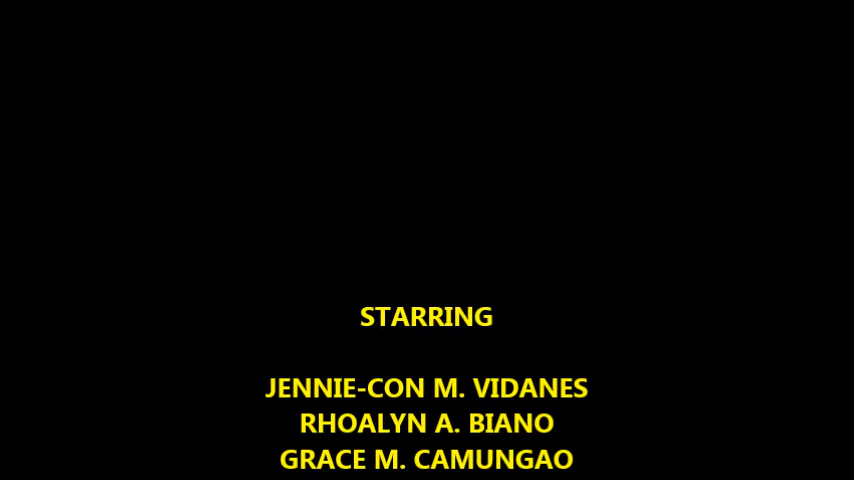 STARRING
JENNIE-CON M. VIDANES
RHOALYN A. BIANO
GRACE M. CAMUNGAO